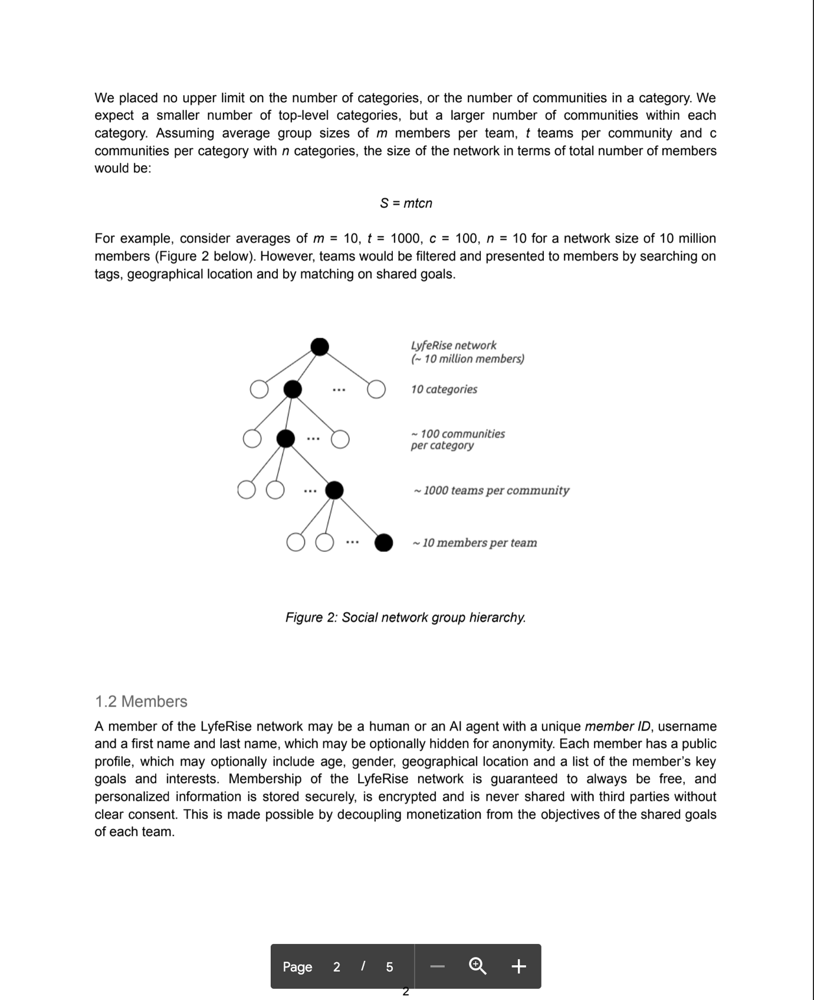 We placed no upper limit on the number of categories, or the number of communities in a category. We
expect a smaller number of top-level categories, but a larger number of communities within each
category. Assuming average group sizes of m members per team, t teams per community and c
communities per category with n categories, the size of the network in terms of total number of members
would be:
S = mtcn
For example, consider averages of m = 10, t = 1000, c = 100, n = 10 for a network size of 10 million
members (Figure 2 below). However, teams would be filtered and presented to members by searching on
tags, geographical location and by matching on shared goals.
LyfeRise network
(~ 10 million members)
... 10 categories
... ~ 100 communities
per category
... ~ 1000 teams per community
... ~ 10 members per team
Figure 2: Social network group hierarchy.
1.2 Members
A member of the LyfeRise network may be a human or an AI agent with a unique member ID, username
and a first name and last name, which may be optionally hidden for anonymity. Each member has a public
profile, which may optionally include age, gender, geographical location and a list of the member's key
goals and interests. Membership of the LyfeRise network is guaranteed to always be free, and
personalized information is stored securely, is encrypted and is never shared with third parties without
clear consent. This is made possible by decoupling monetization from the objectives of the shared goals
of each team.
Page 2 / 5
2